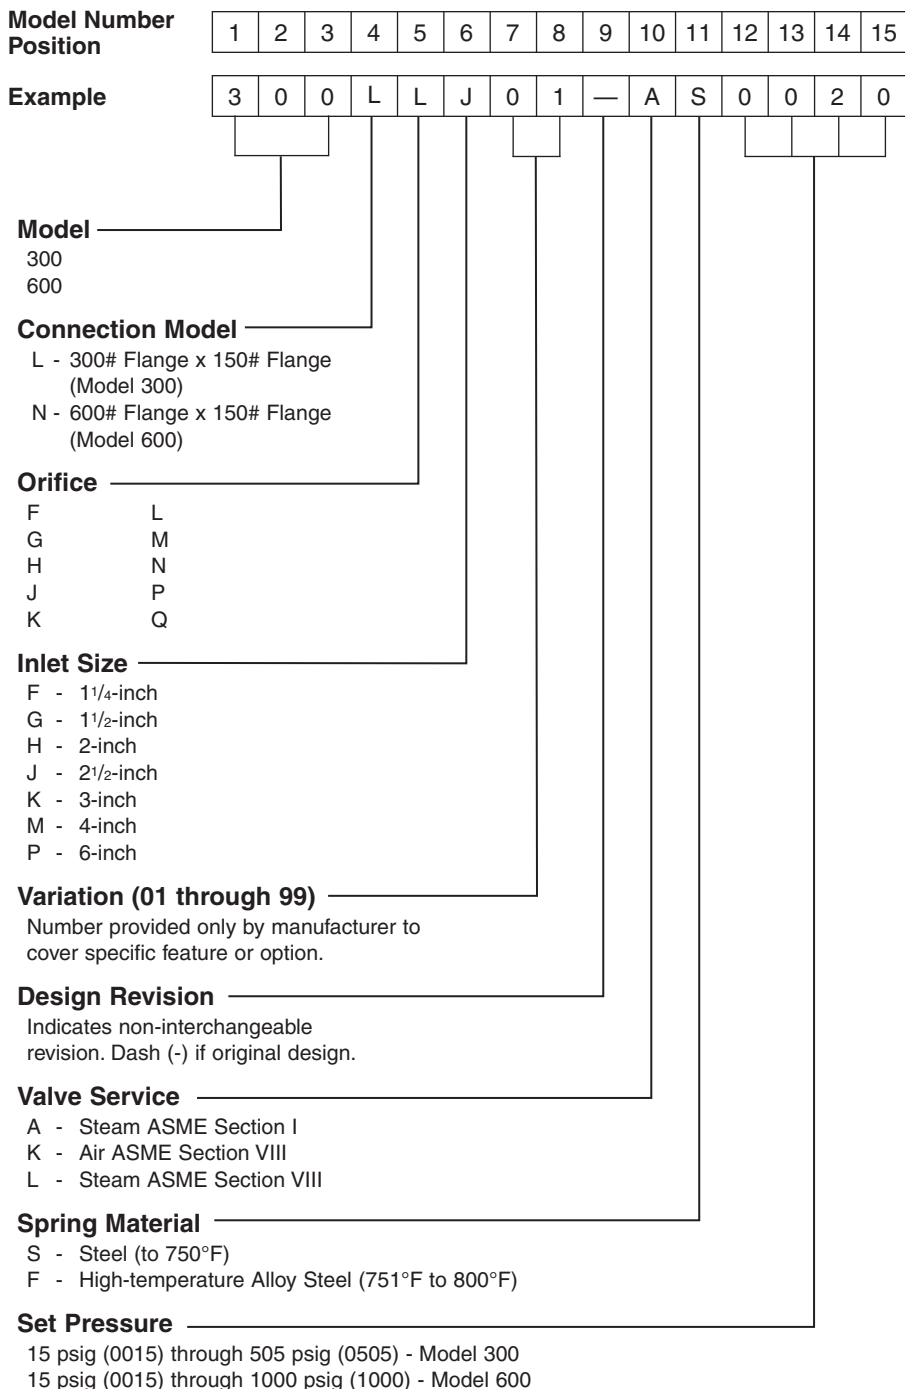 Model Number Position 1 2 3 4 5 6 7 8 9 10 11 12 13 14 15
Example 3 0 0 L L J 0 1 — A S 0 0 2 0
Model
300
600
Connection Model
L - 300# Flange x 150# Flange
(Model 300)
N - 600# Flange x 150# Flange
(Model 600)
Orifice
F L
G M
H N
J P
K Q
Inlet Size
F - 1 1/4-inch
G - 1 1/2-inch
H - 2-inch
J - 2 1/2-inch
K - 3-inch
M - 4-inch
P - 6-inch
Variation (01 through 99)
Number provided only by manufacturer to
cover specific feature or option.
Design Revision
Indicates non-interchangeable
revision. Dash (-) if original design.
Valve Service
A - Steam ASME Section I
K - Air ASME Section VIII
L - Steam ASME Section VIII
Spring Material
S - Steel (to 750°F)
F - High-temperature Alloy Steel (751°F to 800°F)
Set Pressure
15 psig (0015) through 505 psig (0505) - Model 300
15 psig (0015) through 1000 psig (1000) - Model 600